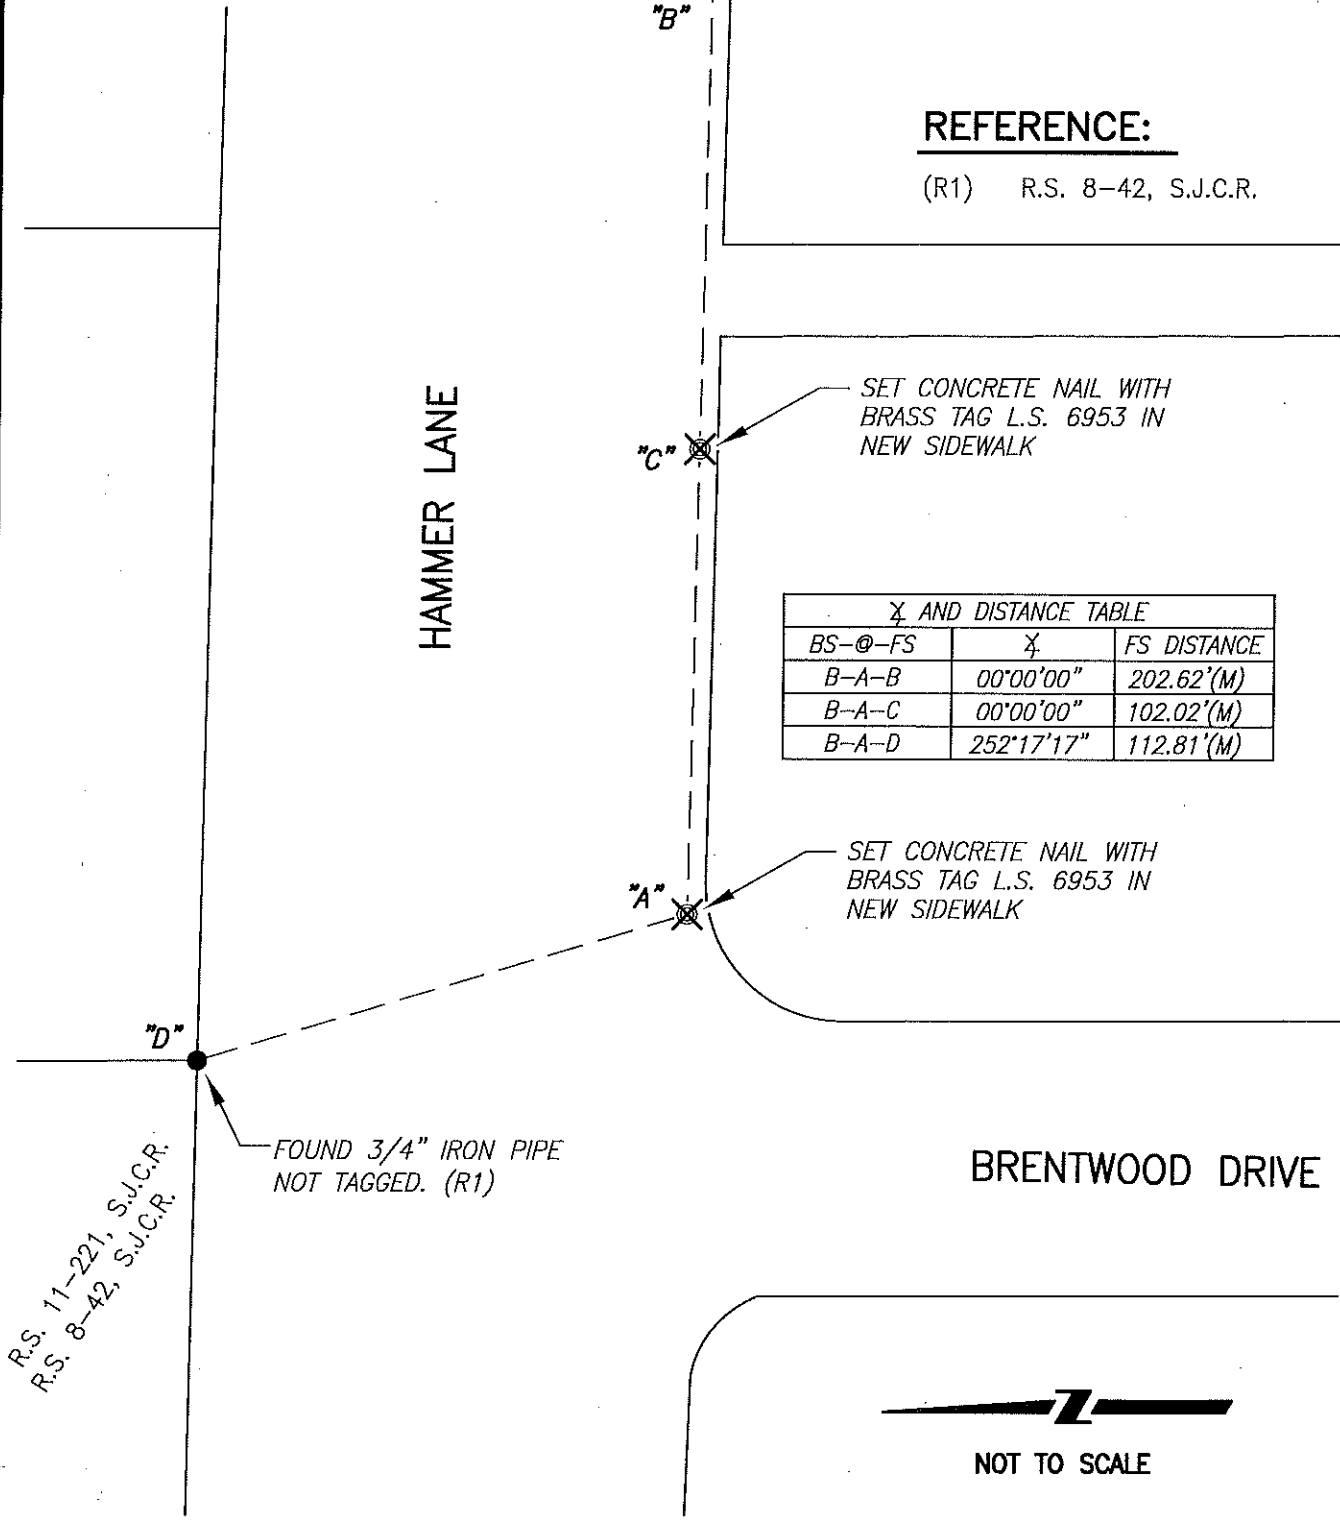 "B"
REFERENCE:
(R1) R.S. 8-42, S.J.C.R.
HAMMER LANE
SET CONCRETE NAIL WITH
BRASS TAG L.S. 6953 IN
NEW SIDEWALK
"C"
AND DISTANCE TABLE
BS-@-FS FS DISTANCE
B-A-B 00°00'00" 202.62'(M)
B-A-C 00°00'00" 102.02'(M)
B-A-D 252°17'17" 112.81'(M)
SET CONCRETE NAIL WITH
BRASS TAG L.S. 6953 IN
NEW SIDEWALK
"A"
"D"
FOUND 3/4" IRON PIPE
NOT TAGGED. (R1)
R.S. 11-221, S.J.C.R.
R.S. 8-42, S.J.C.R.
BRENTWOOD DRIVE
Z
NOT TO SCALE